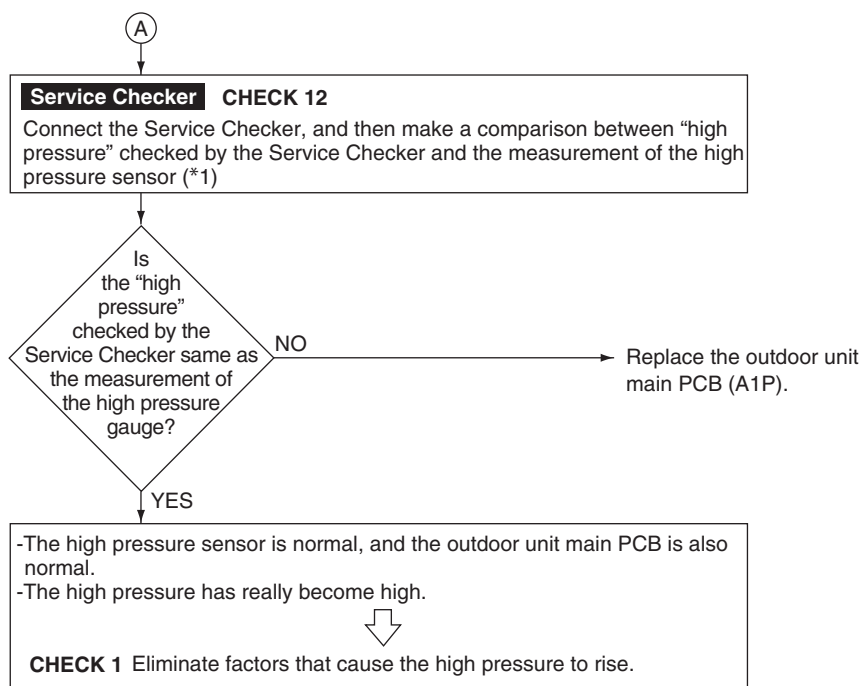 A
Service Checker CHECK 12
Connect the Service Checker, and then make a comparison between “high
pressure” checked by the Service Checker and the measurement of the high
pressure sensor (*1)
Is
the “high
pressure”
checked by the
Service Checker same as
the measurement of
the high pressure
gauge?
NO
Replace the outdoor unit
main PCB (A1P).
YES
-The high pressure sensor is normal, and the outdoor unit main PCB is also
normal.
-The high pressure has really become high.
CHECK 1 Eliminate factors that cause the high pressure to rise.